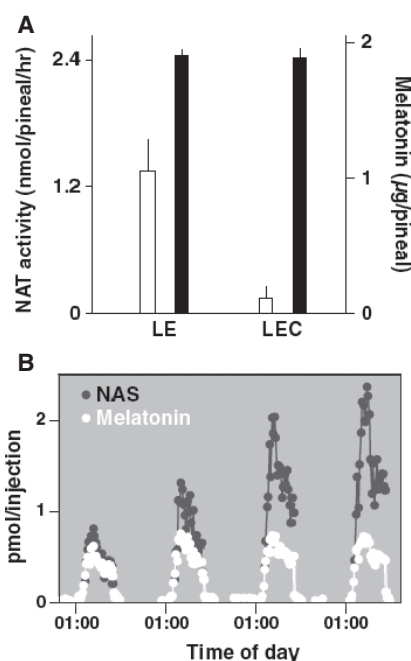 A
NAT activity (nmol/pineal/hr)
2.4
1.2
0
2
1
0
Melatonin (μg/pineal)
LE
LEC
B
NAS
Melatonin
pmol/injection
2
1
0
01:00
01:00
01:00
01:00
Time of day